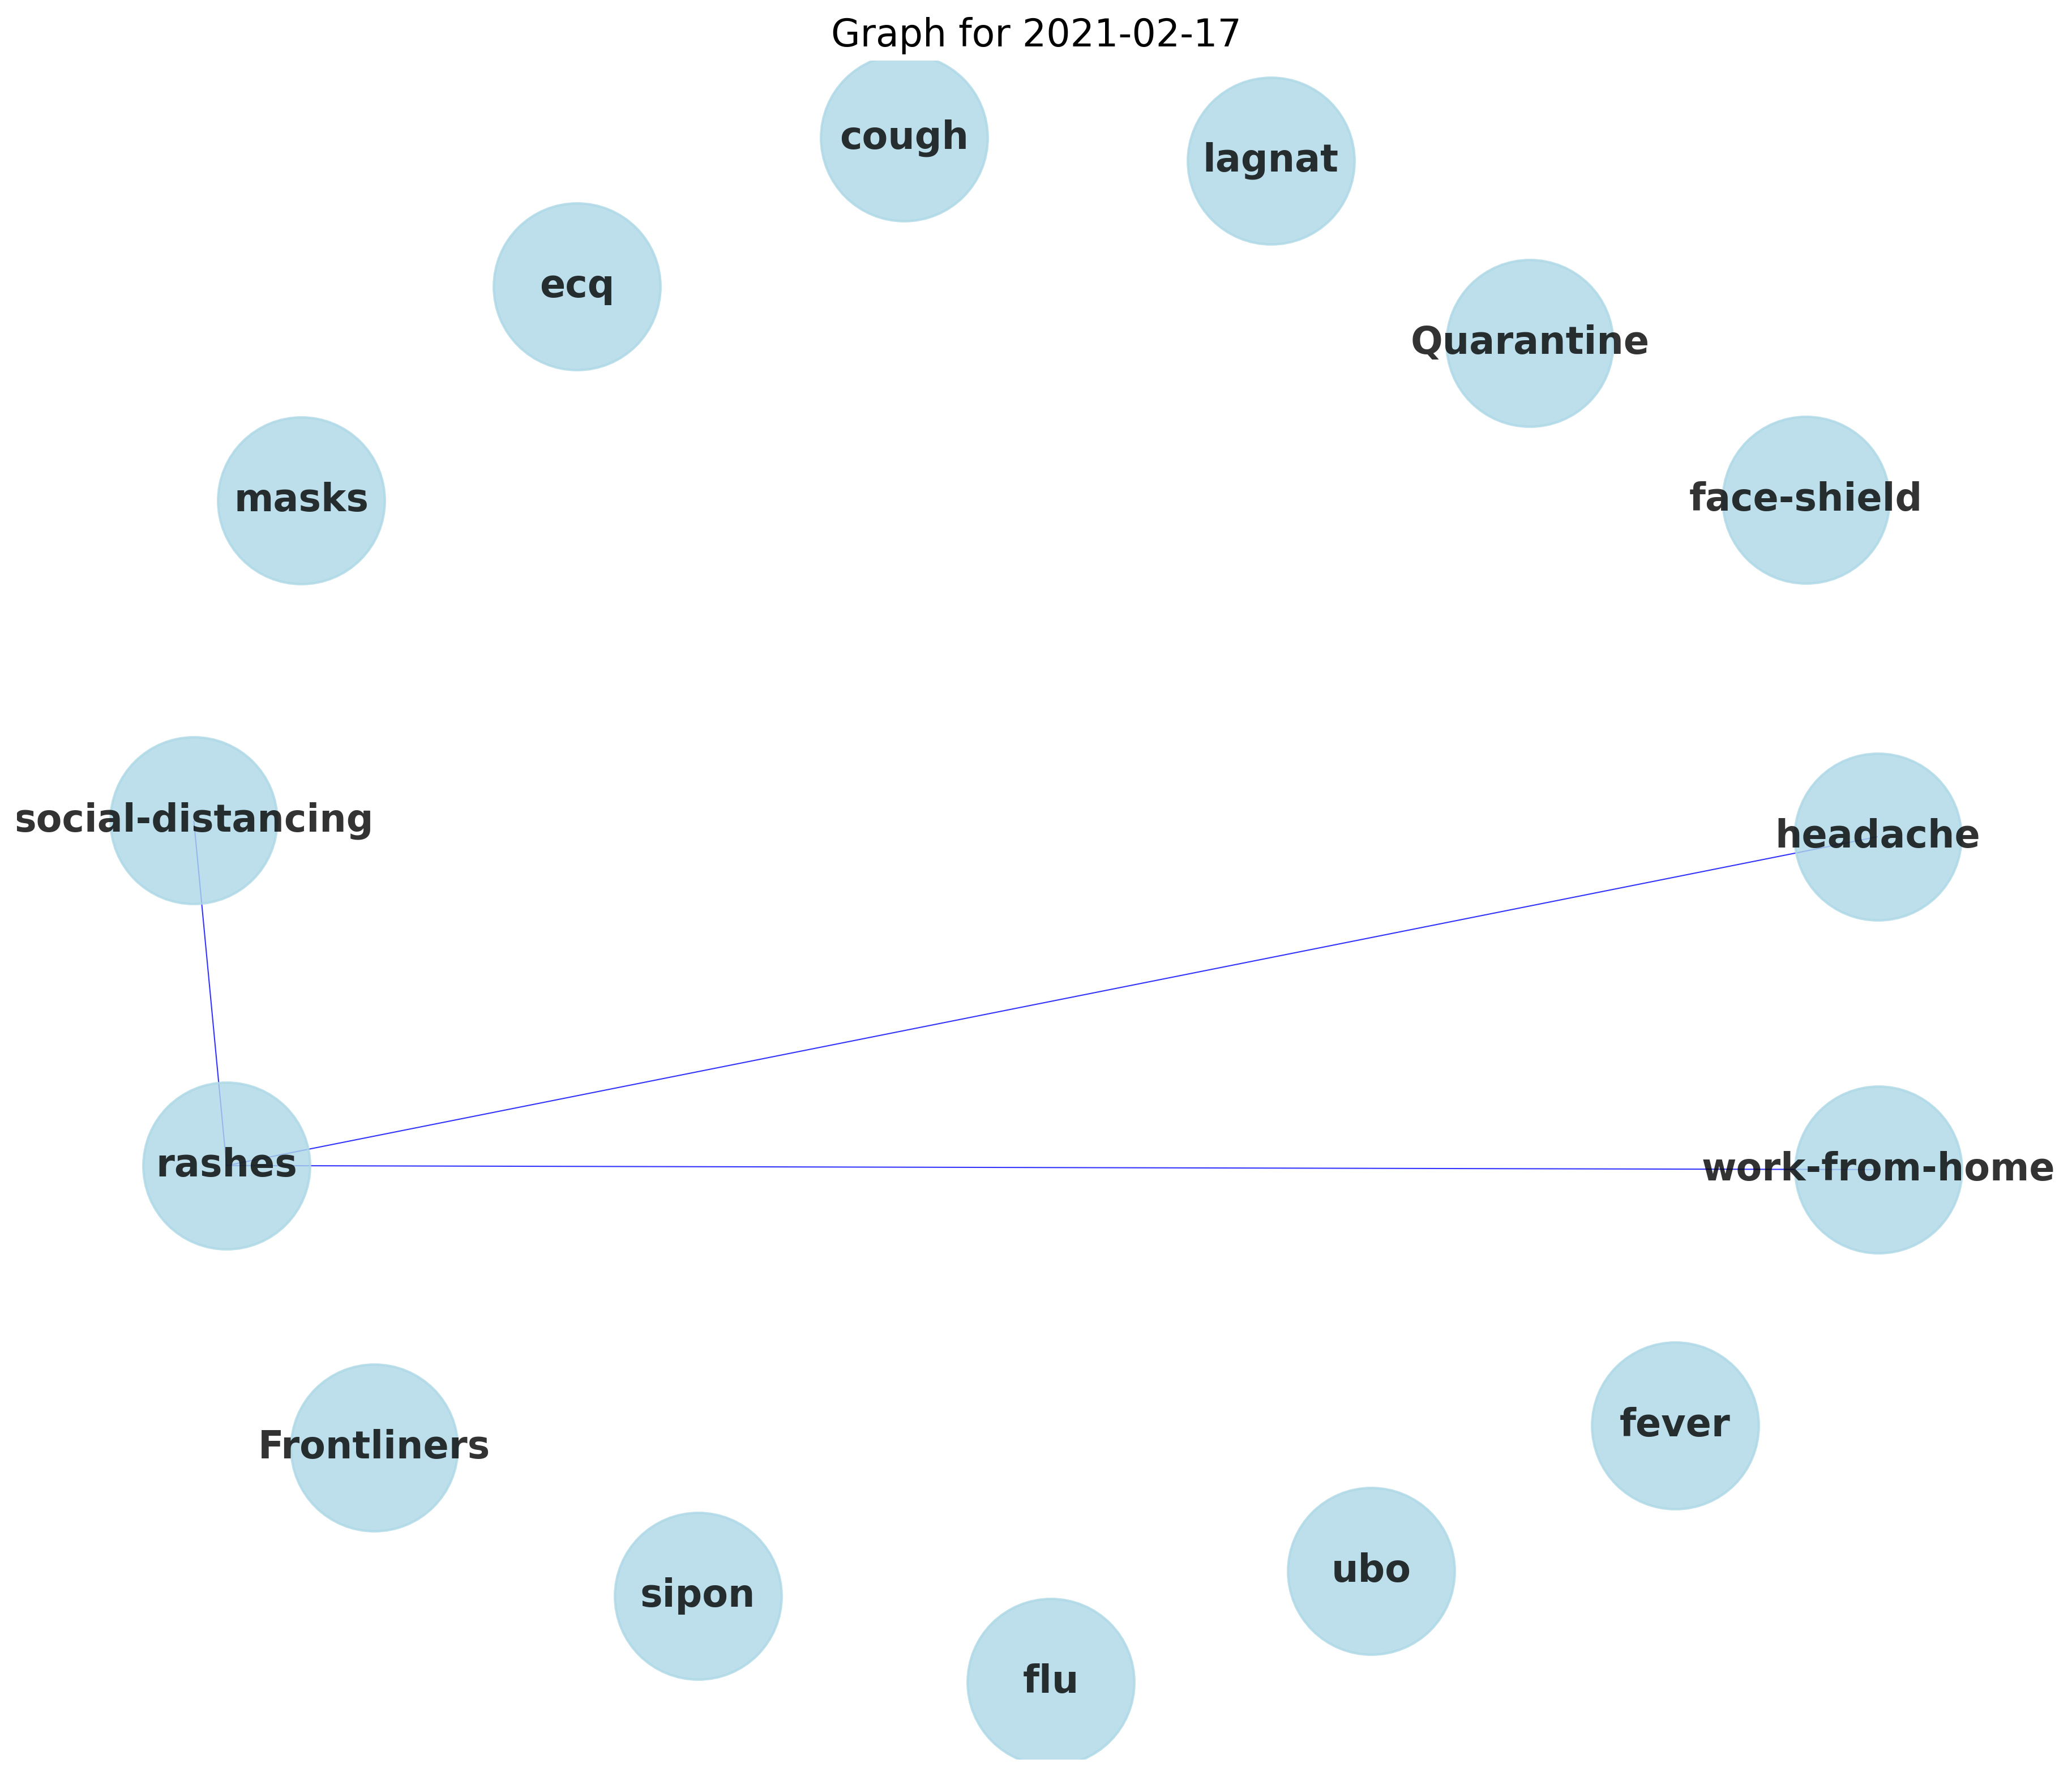 Graph for 2021-02-17
cough
lagnat
ecq
Quarantine
masks
face-shield
social-distancing
headache
rashes
work-from-home
Frontliners
fever
sipon
ubo
flu